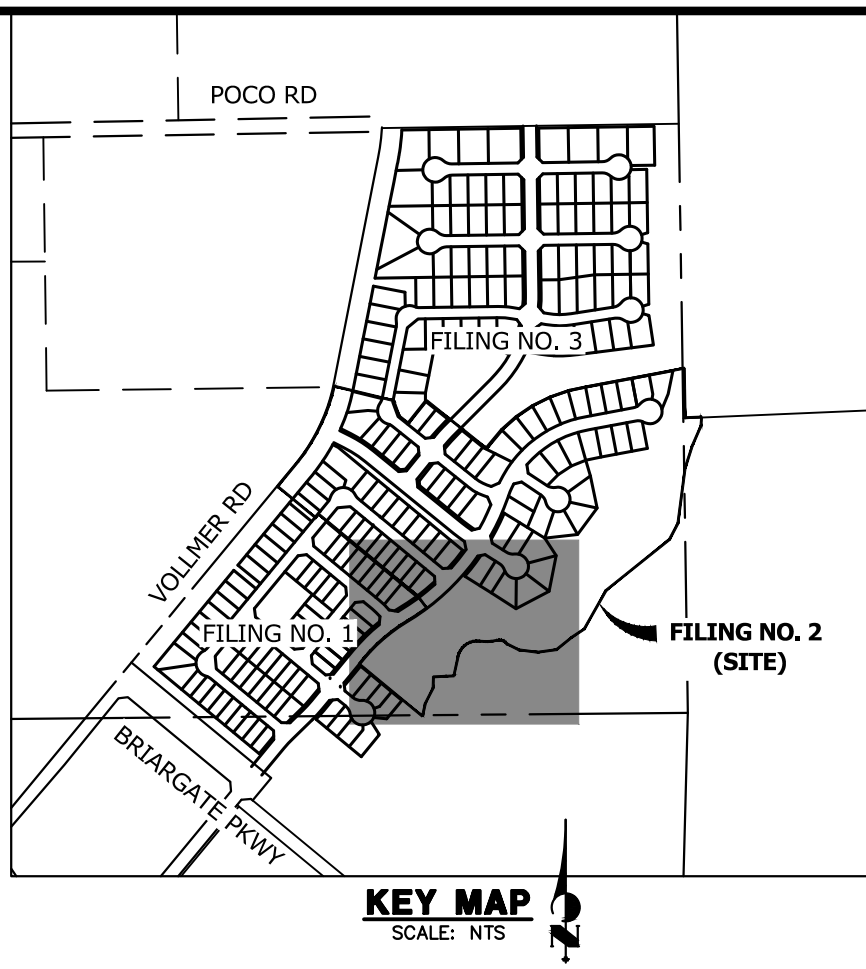 POCO RD
FILING NO. 3
VOLLMER RD
FILING NO. 1
FILING NO. 2
(SITE)
BRIARGATE PKWY
KEY MAP
SCALE: NTS
N